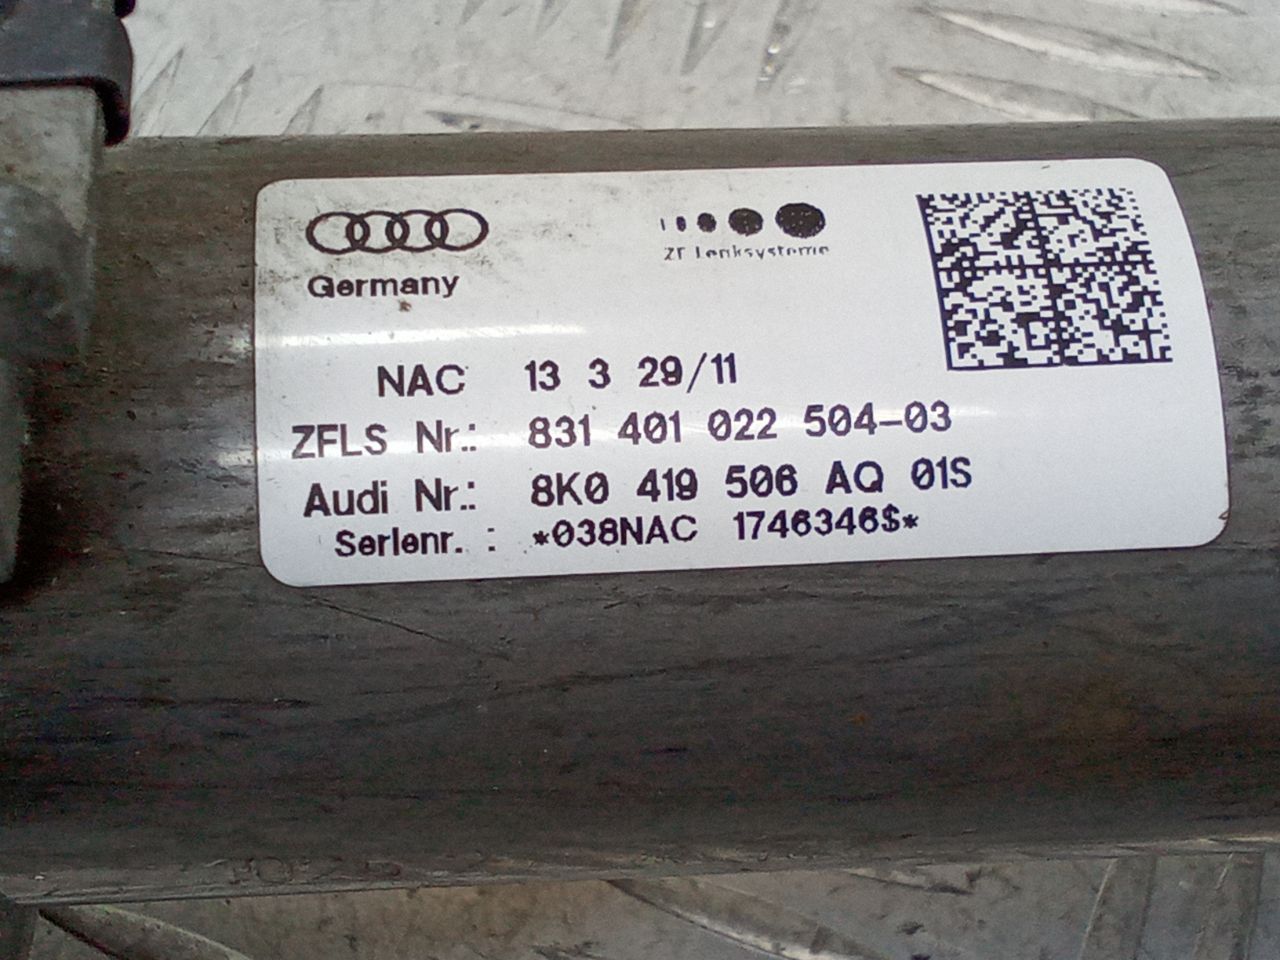 ZF Lenksysteme
Germany
NAC 13 3 29/11
ZFLS Nr.: 831 401 022 504-03
Audi Nr.: 8K0 419 506 AQ 01S
Serienr. : *038NAC 1746346$*